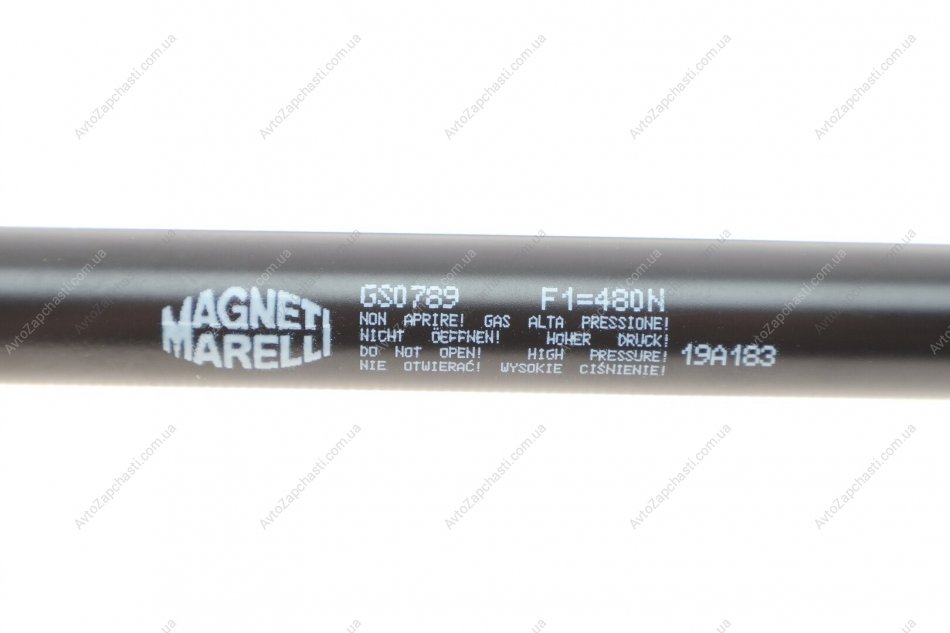 MAGNETI
MARELLI
GS0789 F1=480N
NON APRIRE! GAS ALTA PRESSIONE!
NICHT ÖEFFNEN! HOHER DRUCK!
DO NOT OPEN! HIGH PRESSURE!
NIE OTWIERAĆ! WYSOKIE CIŚNIENIE!
19A183
AvtoZapchasti.com.ua